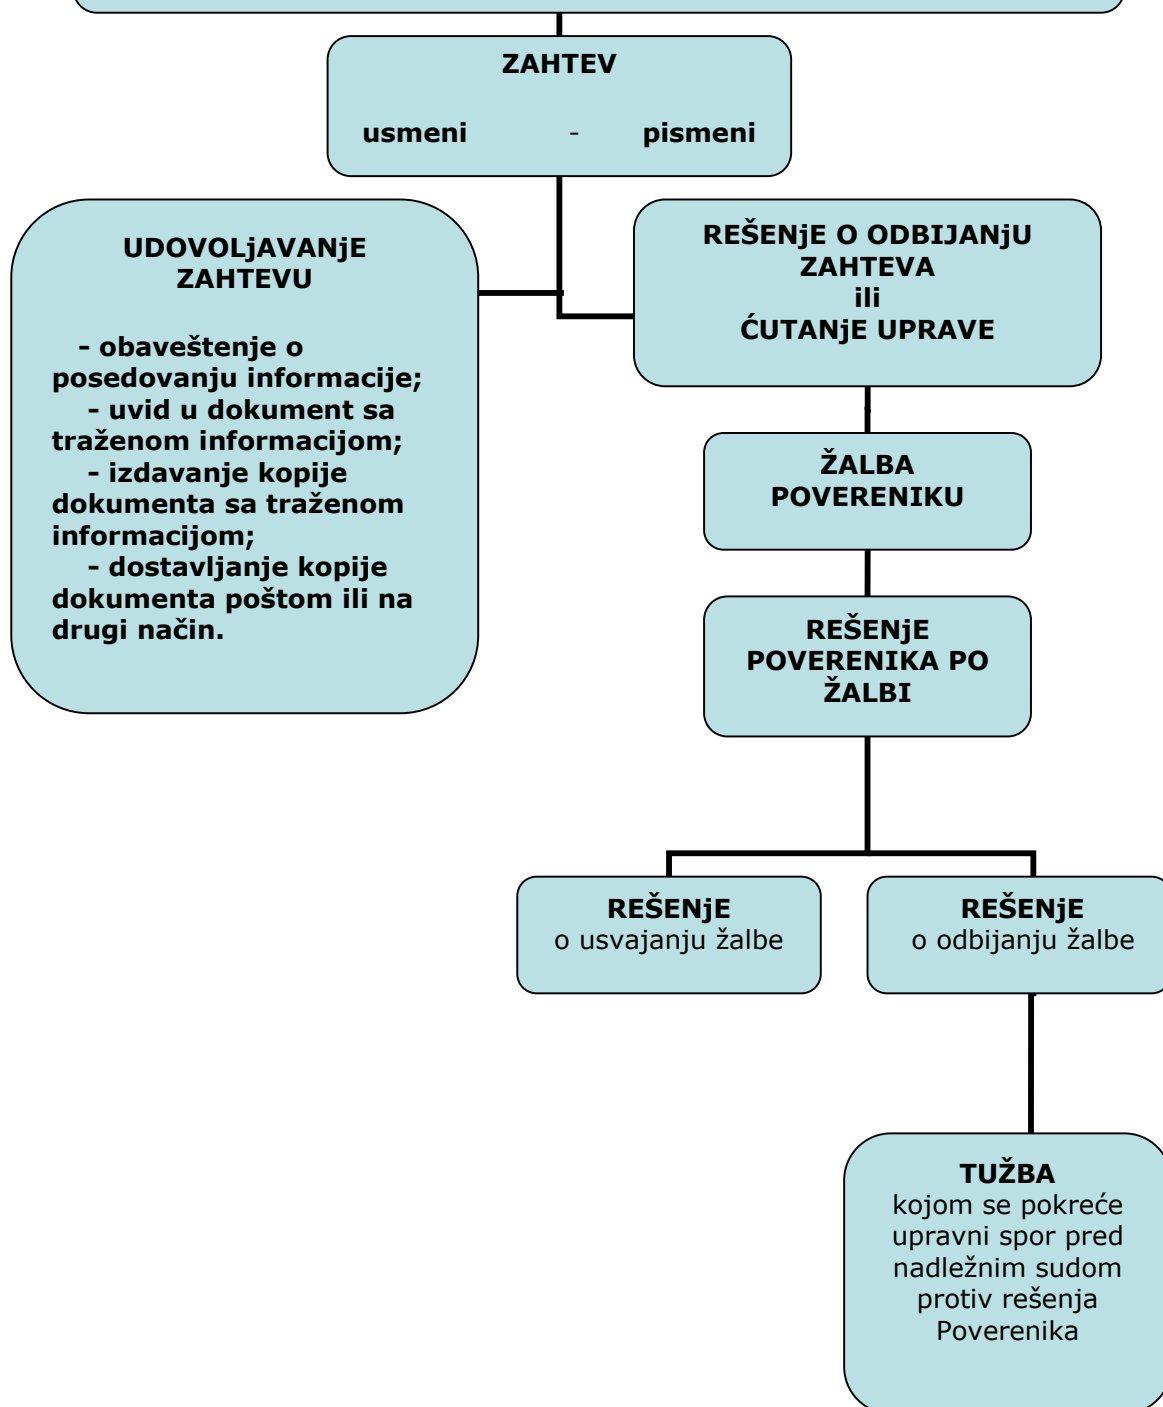 ZAHTEV
usmeni - pismeni
UDOVOLjAVANjE
ZAHTEVU
- obaveštenje o
posedovanju informacije;
- uvid u dokument sa
traženom informacijom;
- izdavanje kopije
dokumenta sa traženom
informacijom;
- dostavljanje kopije
dokumenta poštom ili na
drugi način.
REŠENjE O ODBIJANjU
ZAHTEVA
ili
ĆUTANjE UPRAVE
ŽALBA
POVERENIKU
REŠENjE
POVERENIKA PO
ŽALBI
REŠENjE
o usvajanju žalbe
REŠENjE
o odbijanju žalbe
TUŽBA
kojom se pokreće
upravni spor pred
nadležnim sudom
protiv rešenja
Poverenika